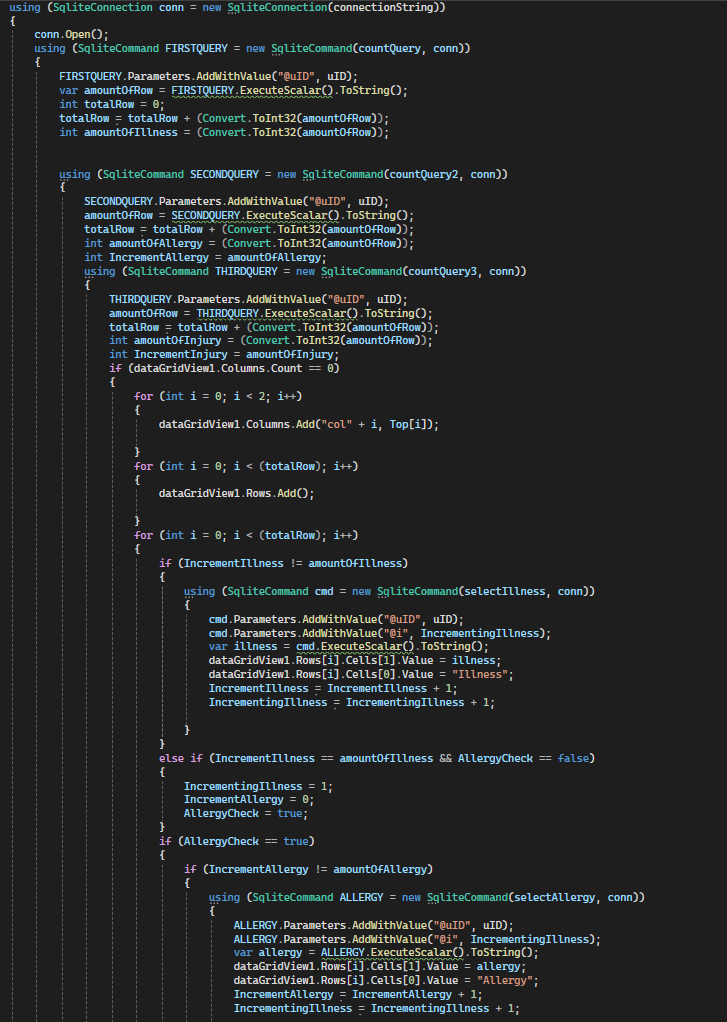 using (SqliteConnection conn = new SqliteConnection(connectionString))
{
conn.Open();
using (SqliteCommand FIRSTQUERY = new SqliteCommand(countQuery, conn))
{
FIRSTQUERY.Parameters.AddWithValue("@uID", uID);
var amountOfRow = FIRSTQUERY.ExecuteScalar().ToString();
int totalRow = 0;
totalRow = totalRow + (Convert.ToInt32(amountOfRow));
int amountOfIllness = (Convert.ToInt32(amountOfRow));
using (SqliteCommand SECONDQUERY = new SqliteCommand(countQuery2, conn))
{
SECONDQUERY.Parameters.AddWithValue("@uID", uID);
amountOfRow = SECONDQUERY.ExecuteScalar().ToString();
totalRow = totalRow + (Convert.ToInt32(amountOfRow));
int amountOfAllergy = (Convert.ToInt32(amountOfRow));
int IncrementAllergy = amountOfAllergy;
using (SqliteCommand THIRDQUERY = new SqliteCommand(countQuery3, conn))
{
THIRDQUERY.Parameters.AddWithValue("@uID", uID);
amountOfRow = THIRDQUERY.ExecuteScalar().ToString();
totalRow = totalRow + (Convert.ToInt32(amountOfRow));
int amountOfInjury = (Convert.ToInt32(amountOfRow));
int IncrementInjury = amountOfInjury;
if (dataGridView1.Columns.Count == 0)
{
for (int i = 0; i < 2; i++)
{
dataGridView1.Columns.Add("col" + i, Top[i]);
}
for (int i = 0; i < (totalRow); i++)
{
dataGridView1.Rows.Add();
}
for (int i = 0; i < (totalRow); i++)
{
if (IncrementIllness != amountOfIllness)
{
using (SqliteCommand cmd = new SqliteCommand(selectIllness, conn))
{
cmd.Parameters.AddWithValue("@uID", uID);
cmd.Parameters.AddWithValue("@i", IncrementingIllness);
var illness = cmd.ExecuteScalar().ToString();
dataGridView1.Rows[i].Cells[1].Value = illness;
dataGridView1.Rows[i].Cells[0].Value = "Illness";
IncrementIllness = IncrementIllness + 1;
IncrementingIllness = IncrementingIllness + 1;
}
}
else if (IncrementIllness == amountOfIllness && AllergyCheck == false)
{
IncrementingIllness = 1;
IncrementAllergy = 0;
AllergyCheck = true;
}
if (AllergyCheck == true)
{
if (IncrementAllergy != amountOfAllergy)
{
using (SqliteCommand ALLERGY = new SqliteCommand(selectAllergy, conn))
{
ALLERGY.Parameters.AddWithValue("@uID", uID);
ALLERGY.Parameters.AddWithValue("@i", IncrementingIllness);
var allergy = ALLERGY.ExecuteScalar().ToString();
dataGridView1.Rows[i].Cells[1].Value = allergy;
dataGridView1.Rows[i].Cells[0].Value = "Allergy";
IncrementAllergy = IncrementAllergy + 1;
IncrementingIllness = IncrementingIllness + 1;